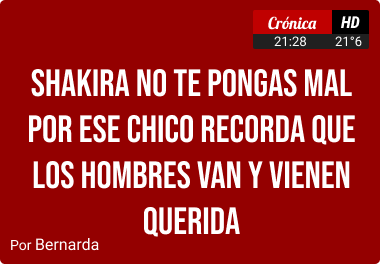 Crónica HD
21:28 21°6
SHAKIRA NO TE PONGAS MAL
POR ESE CHICO RECORDA QUE
LOS HOMBRES VAN Y VIENEN
QUERIDA
Por Bernarda